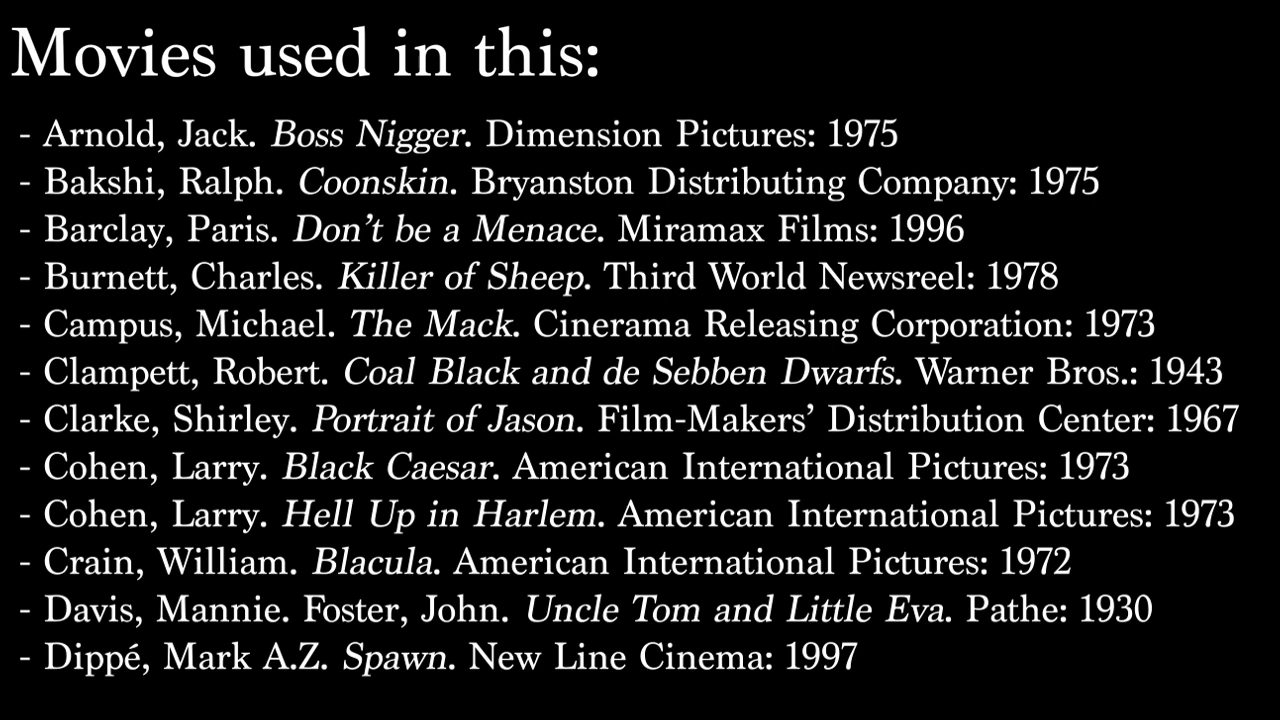 Movies used in this:
- Arnold, Jack. Boss Nigger. Dimension Pictures: 1975
- Bakshi, Ralph. Coonskin. Bryanston Distributing Company: 1975
- Barclay, Paris. Don’t be a Menace. Miramax Films: 1996
- Burnett, Charles. Killer of Sheep. Third World Newsreel: 1978
- Campus, Michael. The Mack. Cinerama Releasing Corporation: 1973
- Clampett, Robert. Coal Black and de Sebben Dwarfs. Warner Bros.: 1943
- Clarke, Shirley. Portrait of Jason. Film-Makers’ Distribution Center: 1967
- Cohen, Larry. Black Caesar. American International Pictures: 1973
- Cohen, Larry. Hell Up in Harlem. American International Pictures: 1973
- Crain, William. Blacula. American International Pictures: 1972
- Davis, Mannie. Foster, John. Uncle Tom and Little Eva. Pathe: 1930
- Dippé, Mark A.Z. Spawn. New Line Cinema: 1997